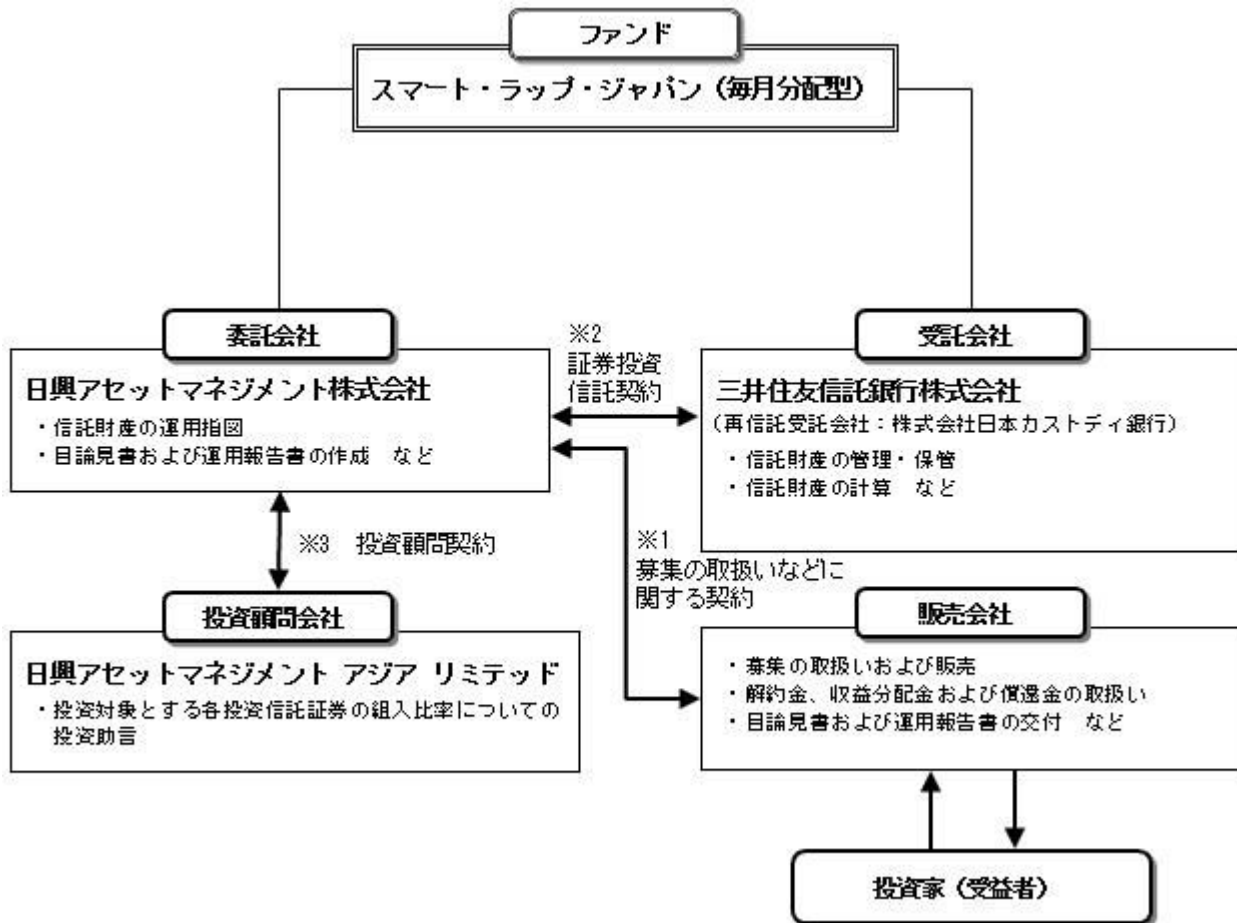 ファンド
スマート・ラップ・ジャパン（毎月分配型）
委託会社
日興アセットマネジメント株式会社
・信託財産の運用指図
・目論見書および運用報告書の作成　など
※2
証券投資
信託契約
受託会社
三井住友信託銀行株式会社
（再信託受託会社：株式会社日本カストディ銀行）
・信託財産の管理・保管
・信託財産の計算　など
※3　投資顧問契約
※1
募集の取扱いなどに
関する契約
投資顧問会社
日興アセットマネジメント アジア リミテッド
・投資対象とする各投資信託証券の組入比率についての
投資助言
販売会社
・募集の取扱いおよび販売
・解約金、収益分配金および償還金の取扱い
・目論見書および運用報告書の交付　など
投資家（受益者）